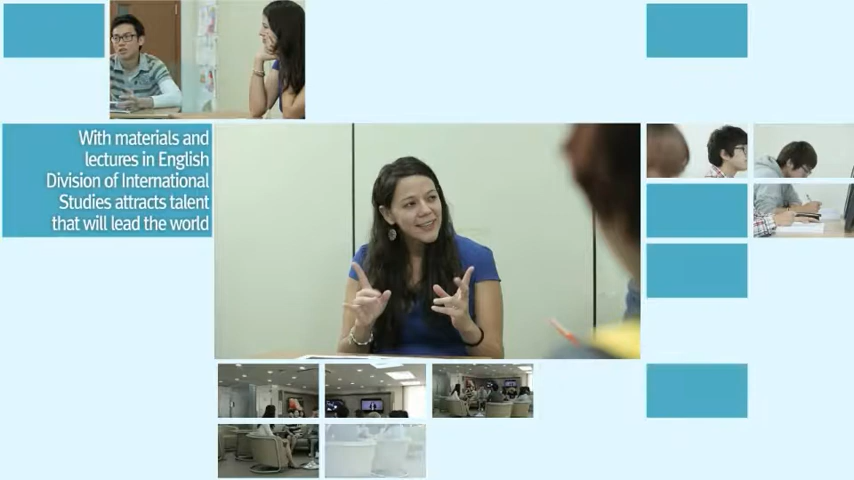 With materials and
lectures in English
Division of International
Studies attracts talent
that will lead the world